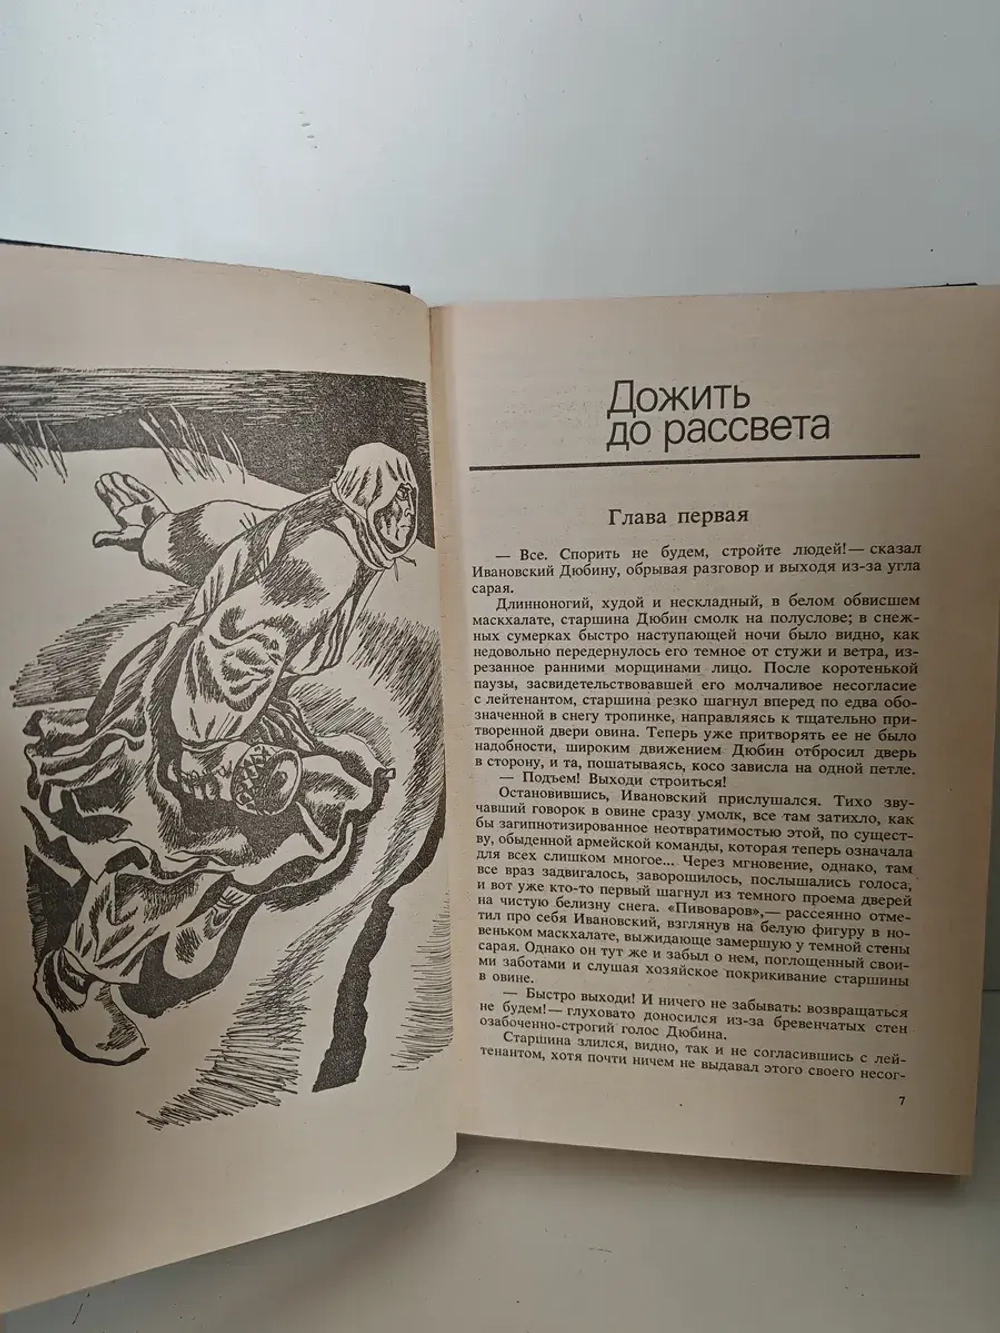 Дожить
до рассвета
Глава первая
— Все. Спорить не будем, стройте людей!— сказал
Ивановский Дюбину, обрывая разговор и выходя из-за угла
сарая.
Длинноногий, худой и нескладный, в белом обвисшем
маскхалате, старшина Дюбин смолк на полуслове; в снеж-
ных сумерках быстро наступающей ночи было видно, как
недовольно передернулось его темное от стужи и ветра, из-
резанное ранними морщинами лицо. После коротенькой
паузы, засвидетельствовавшей его молчаливое несогласие
с лейтенантом, старшина резко шагнул вперед по едва обо-
значенной в снегу тропинке, направляясь к тщательно при-
творенной двери овина. Теперь уже притворять ее не было
надобности, широким движением Дюбин отбросил дверь
в сторону, и та, пошатываясь, косо зависла на одной петле.
— Подъем! Выходи строиться!
Остановившись, Ивановский прислушался. Тихо зву-
чавший говорок в овине сразу умолк, все там затихло, как
бы загипнотизированное неотвратимостью этой, по сущест-
ву, обыденной армейской команды, которая теперь означала
для всех слишком многое... Через мгновение, однако, там
все враз задвигалось, заворошилось, послышались голоса,
и вот уже кто-то первый шагнул из темного проема дверей
на чистую белизну снега. «Пивоваров»,— рассеянно отме-
тил про себя Ивановский, взглянув на белую фигуру в но-
веньком маскхалате, выжидающе замершую у темной стены
сарая. Однако он тут же и забыл о нем, поглощенный свои-
ми заботами и слушая хозяйское покрикивание старшины
в овине.
— Быстро выходи! И ничего не забывать: возвращаться
не будем!— глуховато доносился из-за бревенчатых стен
озабоченно-строгий голос Дюбина.
Старшина злился, видно, так и не согласившись с лей-
тенантом, хотя почти ничем не выдавал этого своего несог-
7